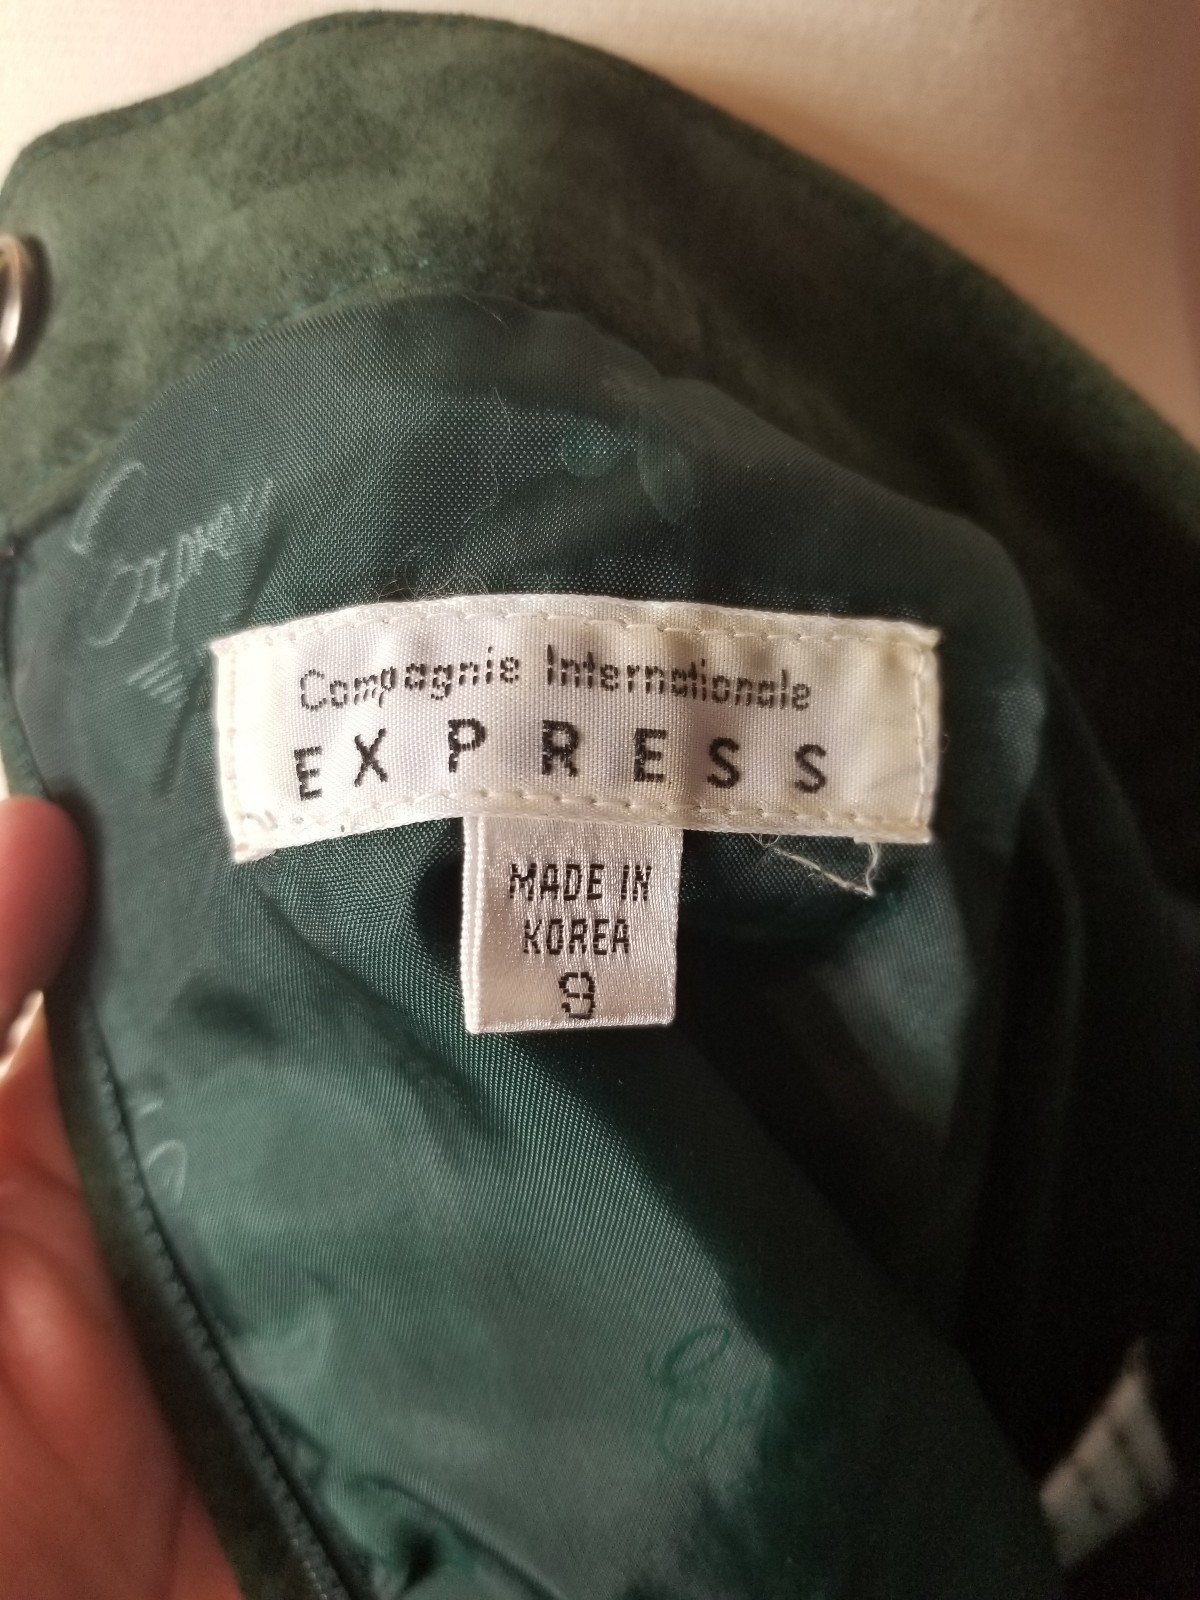 Compagnie Internationale
EXPRESS
MADE IN
KOREA
9